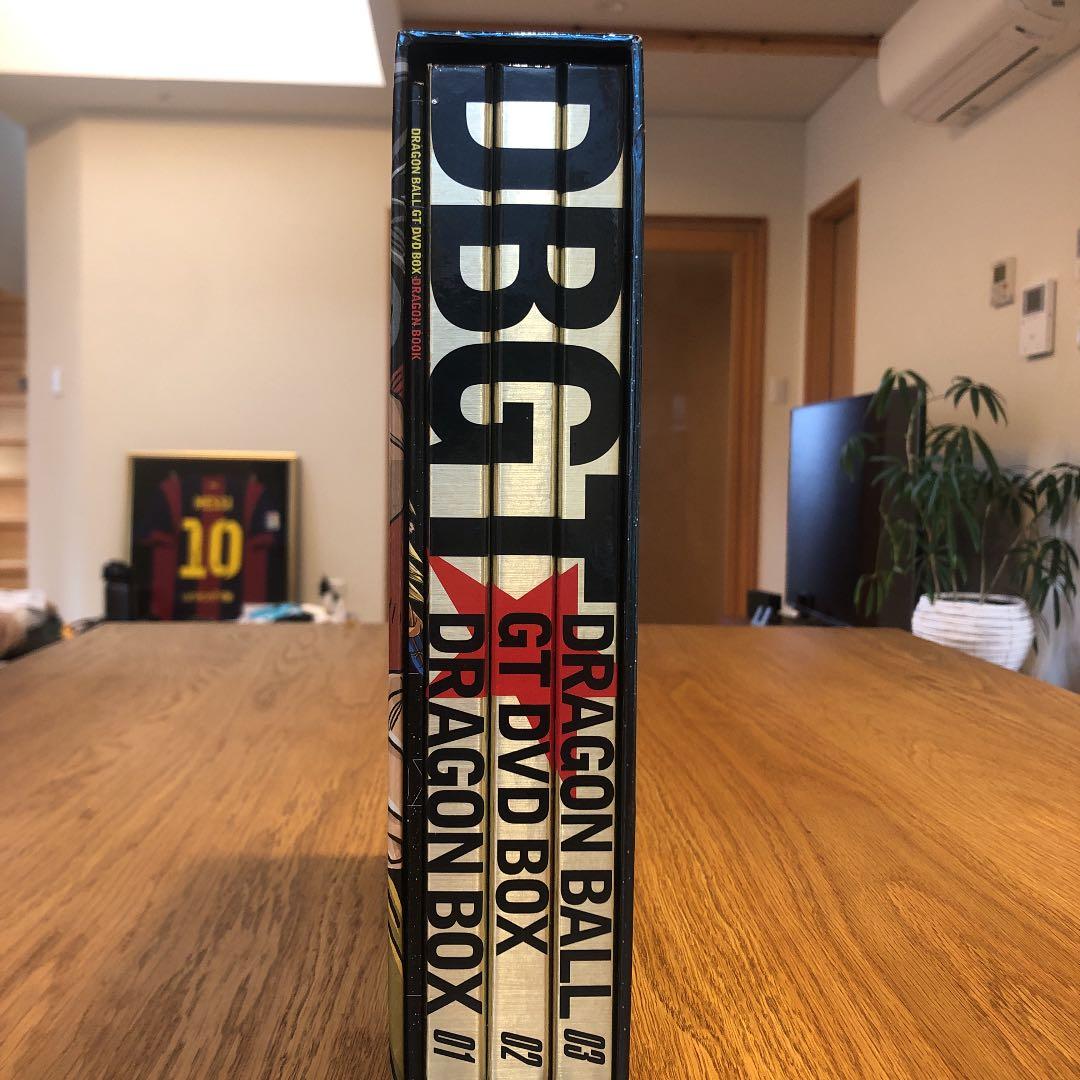 DRAGON BALL GT DVD BOX DRAGON BOOK
DBGT
DRAGON BALL
GT DVD BOX
DRAGON BOX
01
02
03
MESSI
10